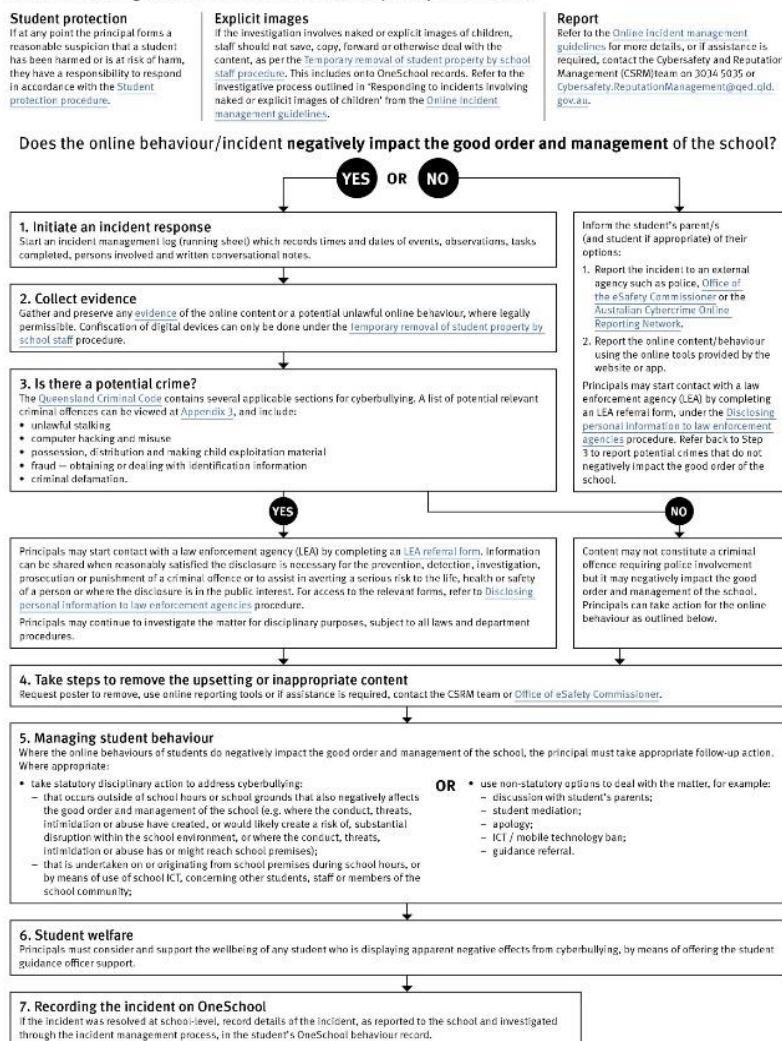 Student protection
If at any point the principal forms a
reasonable suspicion that a student
has been harmed or is at risk of harm,
they have a responsibility to respond
in accordance with the Student
protection procedure.
Explicit images
If the investigation involves naked or explicit images of children,
staff should not save, copy, forward or otherwise deal with the
content, as per the Temporary removal of student property by school
staff procedure. This includes onto OneSchool records. Refer to the
investigative process outlined in 'Responding to incidents involving
naked or explicit images of children' from the Online Incident
management guidelines.
Report
Refer to the Online incident management
guidelines for more details, or if assistance is
required, contact the Cybersafety and Reputation
Management (CSRM)team on 3034 5035 or
Cybersafety.ReputationManagement@qed.qld.
gov.au.
Does the online behaviour/incident negatively impact the good order and management of the school?
YES OR NO
1. Initiate an incident response
Start an incident management log (running sheet) which records times and dates of events, observations, tasks
completed, persons involved and written conversational notes.
2. Collect evidence
Gather and preserve any evidence of the online content or a potential unlawful online behaviour, where legally
permissible. Confiscation of digital devices can only be done under the Temporary removal of student property by
school staff procedure.
3. Is there a potential crime?
The Queensland Criminal Code contains several applicable sections for cyberbullying. A list of potential relevant
criminal offences can be viewed at Appendix 3, and include:
• unlawful stalking
• computer hacking and misuse
• possession, distribution and making child exploitation material
• fraud — obtaining or dealing with identification information
• criminal defamation.
Inform the student's parent/s
(and student if appropriate) of their
options:
1. Report the incident to an external
agency such as police, Office of
the eSafety Commissioner or the
Australian Cybercrime Online
Reporting Network.
2. Report the online content/behaviour
using the online tools provided by the
website or app.
Principals may start contact with a law
enforcement agency (LEA) by completing
an LEA referral form, under the Disclosing
personal information to law enforcement
agencies procedure. Refer back to Step
3 to report potential crimes that do not
negatively impact the good order of the
school.
YES
NO
Principals may start contact with a law enforcement agency (LEA) by completing an LEA referral form. Information
can be shared when reasonably satisfied the disclosure is necessary for the prevention, detection, investigation,
prosecution or punishment of a criminal offence or to assist in averting a serious risk to the life, health or safety
of a person or where the disclosure is in the public interest. For access to the relevant forms, refer to Disclosing
personal information to law enforcement agencies procedure.
Principals may continue to investigate the matter for disciplinary purposes, subject to all laws and department
procedures.
Content may not constitute a criminal
offence requiring police involvement
but it may negatively impact the good
order and management of the school.
Principals can take action for the online
behaviour as outlined below.
4. Take steps to remove the upsetting or inappropriate content
Request poster to remove, use online reporting tools or if assistance is required, contact the CSRM team or Office of eSafety Commissioner.
5. Managing student behaviour
Where the online behaviours of students do negatively impact the good order and management of the school, the principal must take appropriate follow-up action.
Where appropriate:
• take statutory disciplinary action to address cyberbullying:
– that occurs outside of school hours or school grounds that also negatively affects
the good order and management of the school (e.g. where the conduct, threats,
intimidation or abuse have created, or would likely create a risk of, substantial
disruption within the school environment, or where the conduct, threats,
intimidation or abuse has or might reach school premises);
– that is undertaken on or originating from school premises during school hours, or
by means of use of school ICT, concerning other students, staff or members of the
school community;
OR
• use non-statutory options to deal with the matter, for example:
– discussion with student's parents;
– student mediation;
– apology;
– ICT / mobile technology ban;
– guidance referral.
6. Student welfare
Principals must consider and support the wellbeing of any student who is displaying apparent negative effects from cyberbullying, by means of offering the student
guidance officer support.
7. Recording the incident on OneSchool
If the incident was resolved at school-level, record details of the incident, as reported to the school and investigated
through the incident management process, in the student's OneSchool behaviour record.